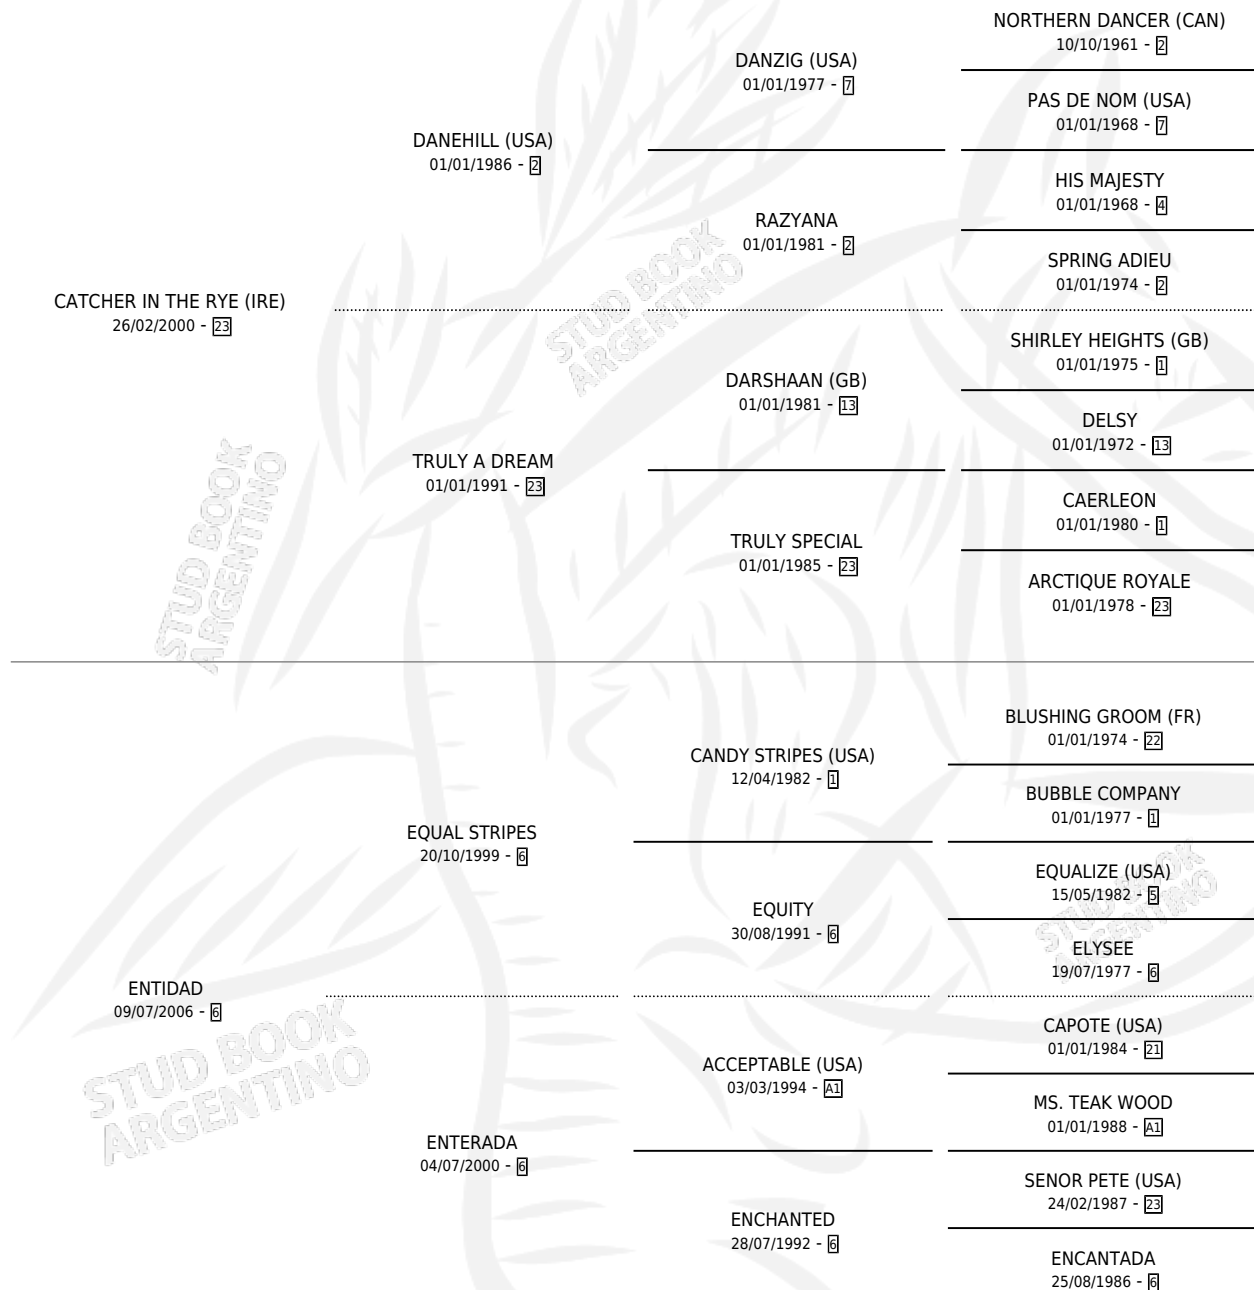 NORTHERN DANCER (CAN)
10/10/1961 - 2
DANZIG (USA)
01/01/1977 - 7
PAS DE NOM (USA)
01/01/1968 - 7
DANEHILL (USA)
01/01/1986 - 2
HIS MAJESTY
01/01/1968 - 4
RAZYANA
01/01/1981 - 2
SPRING ADIEU
01/01/1974 - 2
CATCHER IN THE RYE (IRE)
26/02/2000 - 23
SHIRLEY HEIGHTS (GB)
01/01/1975 - 1
DARSHAAN (GB)
01/01/1981 - 13
DELSY
01/01/1972 - 13
TRULY A DREAM
01/01/1991 - 23
CAERLEON
01/01/1980 - 1
TRULY SPECIAL
01/01/1985 - 23
ARCTIQUE ROYALE
01/01/1978 - 23
BLUSHING GROOM (FR)
01/01/1974 - 22
CANDY STRIPES (USA)
12/04/1982 - 1
BUBBLE COMPANY
01/01/1977 - 1
EQUAL STRIPES
20/10/1999 - 6
EQUALIZE (USA)
15/05/1982 - 5
EQUITY
30/08/1991 - 6
ELYSEE
19/07/1977 - 6
ENTIDAD
09/07/2006 - 6
CAPOTE (USA)
01/01/1984 - 21
ACCEPTABLE (USA)
03/03/1994 - A1
MS. TEAK WOOD
01/01/1988 - A1
ENTERADA
04/07/2000 - 6
SENOR PETE (USA)
24/02/1987 - 23
ENCHANTED
28/07/1992 - 6
ENCANTADA
25/08/1986 - 6
STUD BOOK
ARGENTINO
STUD BOOK
ARGENTINO
STUD BOOK
ARGENTINO
STUD BOOK
ARGENTINO